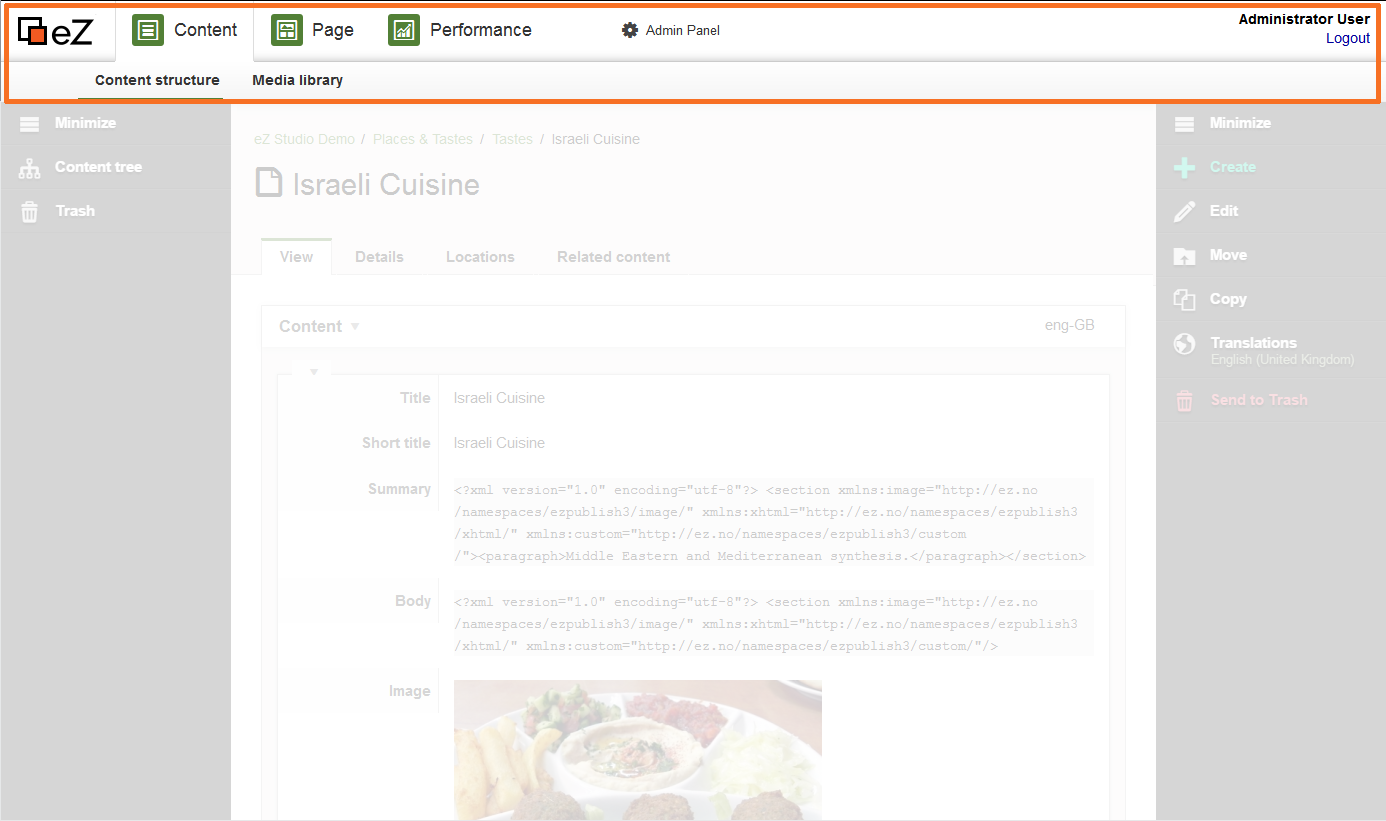 eZ Content Page Performance Admin Panel Administrator User
Logout
Content structure Media library
Minimize
Content tree
Trash
eZ Studio Demo / Places & Tastes / Tastes / Israeli Cuisine
Israeli Cuisine
View Details Locations Related content
Content eng-GB
Title Israeli Cuisine
Short title Israeli Cuisine
Summary <?xml version="1.0" encoding="utf-8"?> <section xmlns:image="http://ez.no
/namespaces/ezpublish3/image/" xmlns:xhtml="http://ez.no/namespaces/ezpublish3
/xhtml/" xmlns:custom="http://ez.no/namespaces/ezpublish3/custom
/"><paragraph>Middle Eastern and Mediterranean synthesis.</paragraph></section>
Body <?xml version="1.0" encoding="utf-8"?> <section xmlns:image="http://ez.no
/namespaces/ezpublish3/image/" xmlns:xhtml="http://ez.no/namespaces/ezpublish3
/xhtml/" xmlns:custom="http://ez.no/namespaces/ezpublish3/custom/"/>
Image
Minimize
Create
Edit
Move
Copy
Translations
English (United Kingdom)
Send to Trash